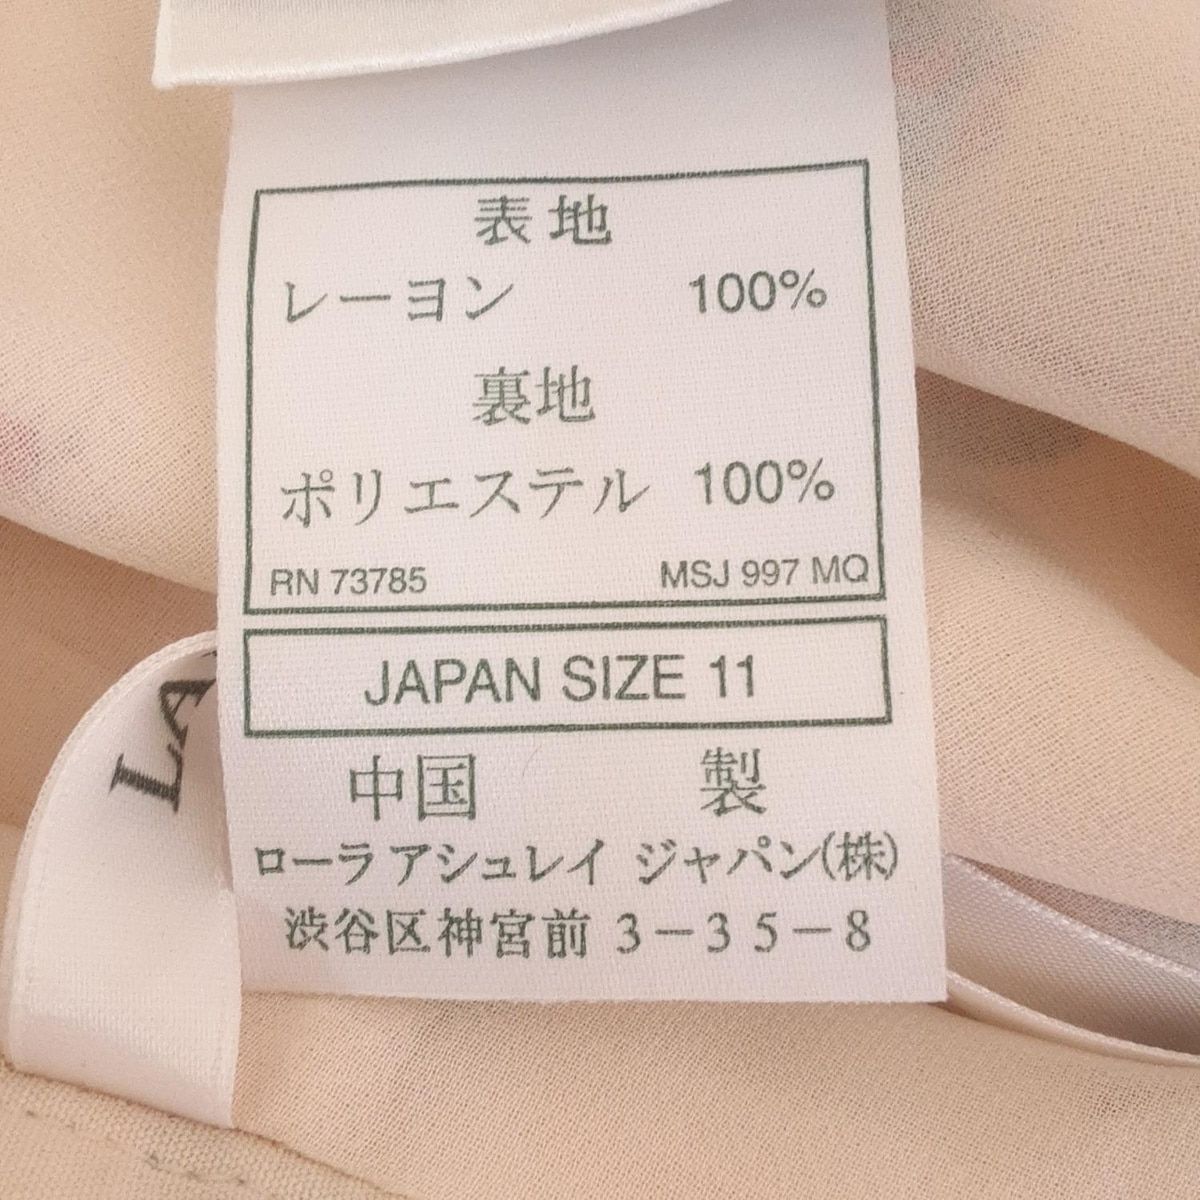 表地
レーヨン 100%
裏地
ポリエステル 100%
RN 73785 MSJ 997 MQ
JAPAN SIZE 11
中国 製
ローラ アシュレイ ジャパン(株)
渋谷区神宮前 3-35-8
LA